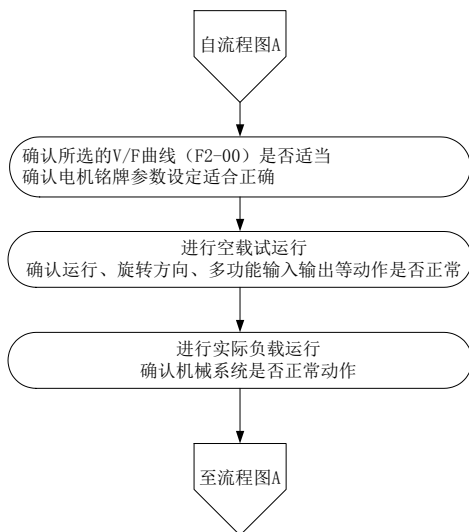 自流程图A
确认所选的V/F曲线（F2-00）是否适当
确认电机铭牌参数设定适合正确
进行空载试运行
确认运行、旋转方向、多功能输入输出等动作是否正常
进行实际负载运行
确认机械系统是否正常动作
至流程图A